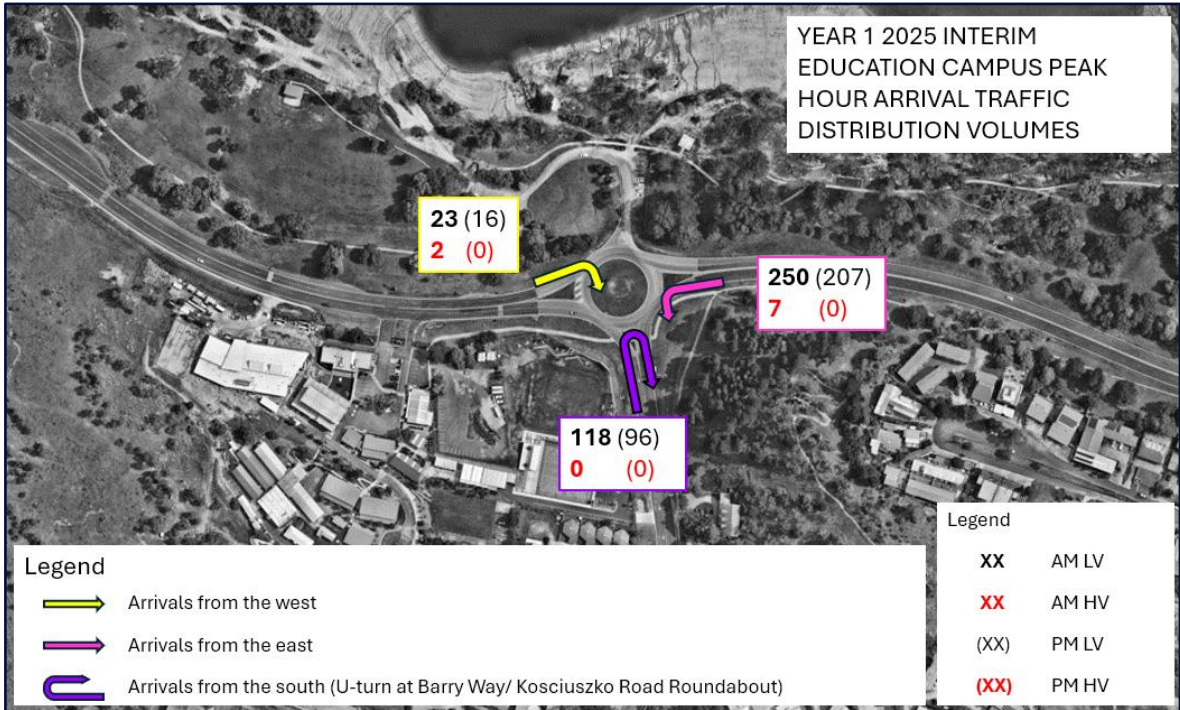 YEAR 1 2025 INTERIM
EDUCATION CAMPUS PEAK
HOUR ARRIVAL TRAFFIC
DISTRIBUTION VOLUMES
23 (16)
2 (0)
250 (207)
7 (0)
118 (96)
0 (0)
Legend
Arrivals from the west
Arrivals from the east
Arrivals from the south (U-turn at Barry Way/ Kosciuszko Road Roundabout)
Legend
XX AM LV
XX AM HV
(XX) PM LV
(XX) PM HV